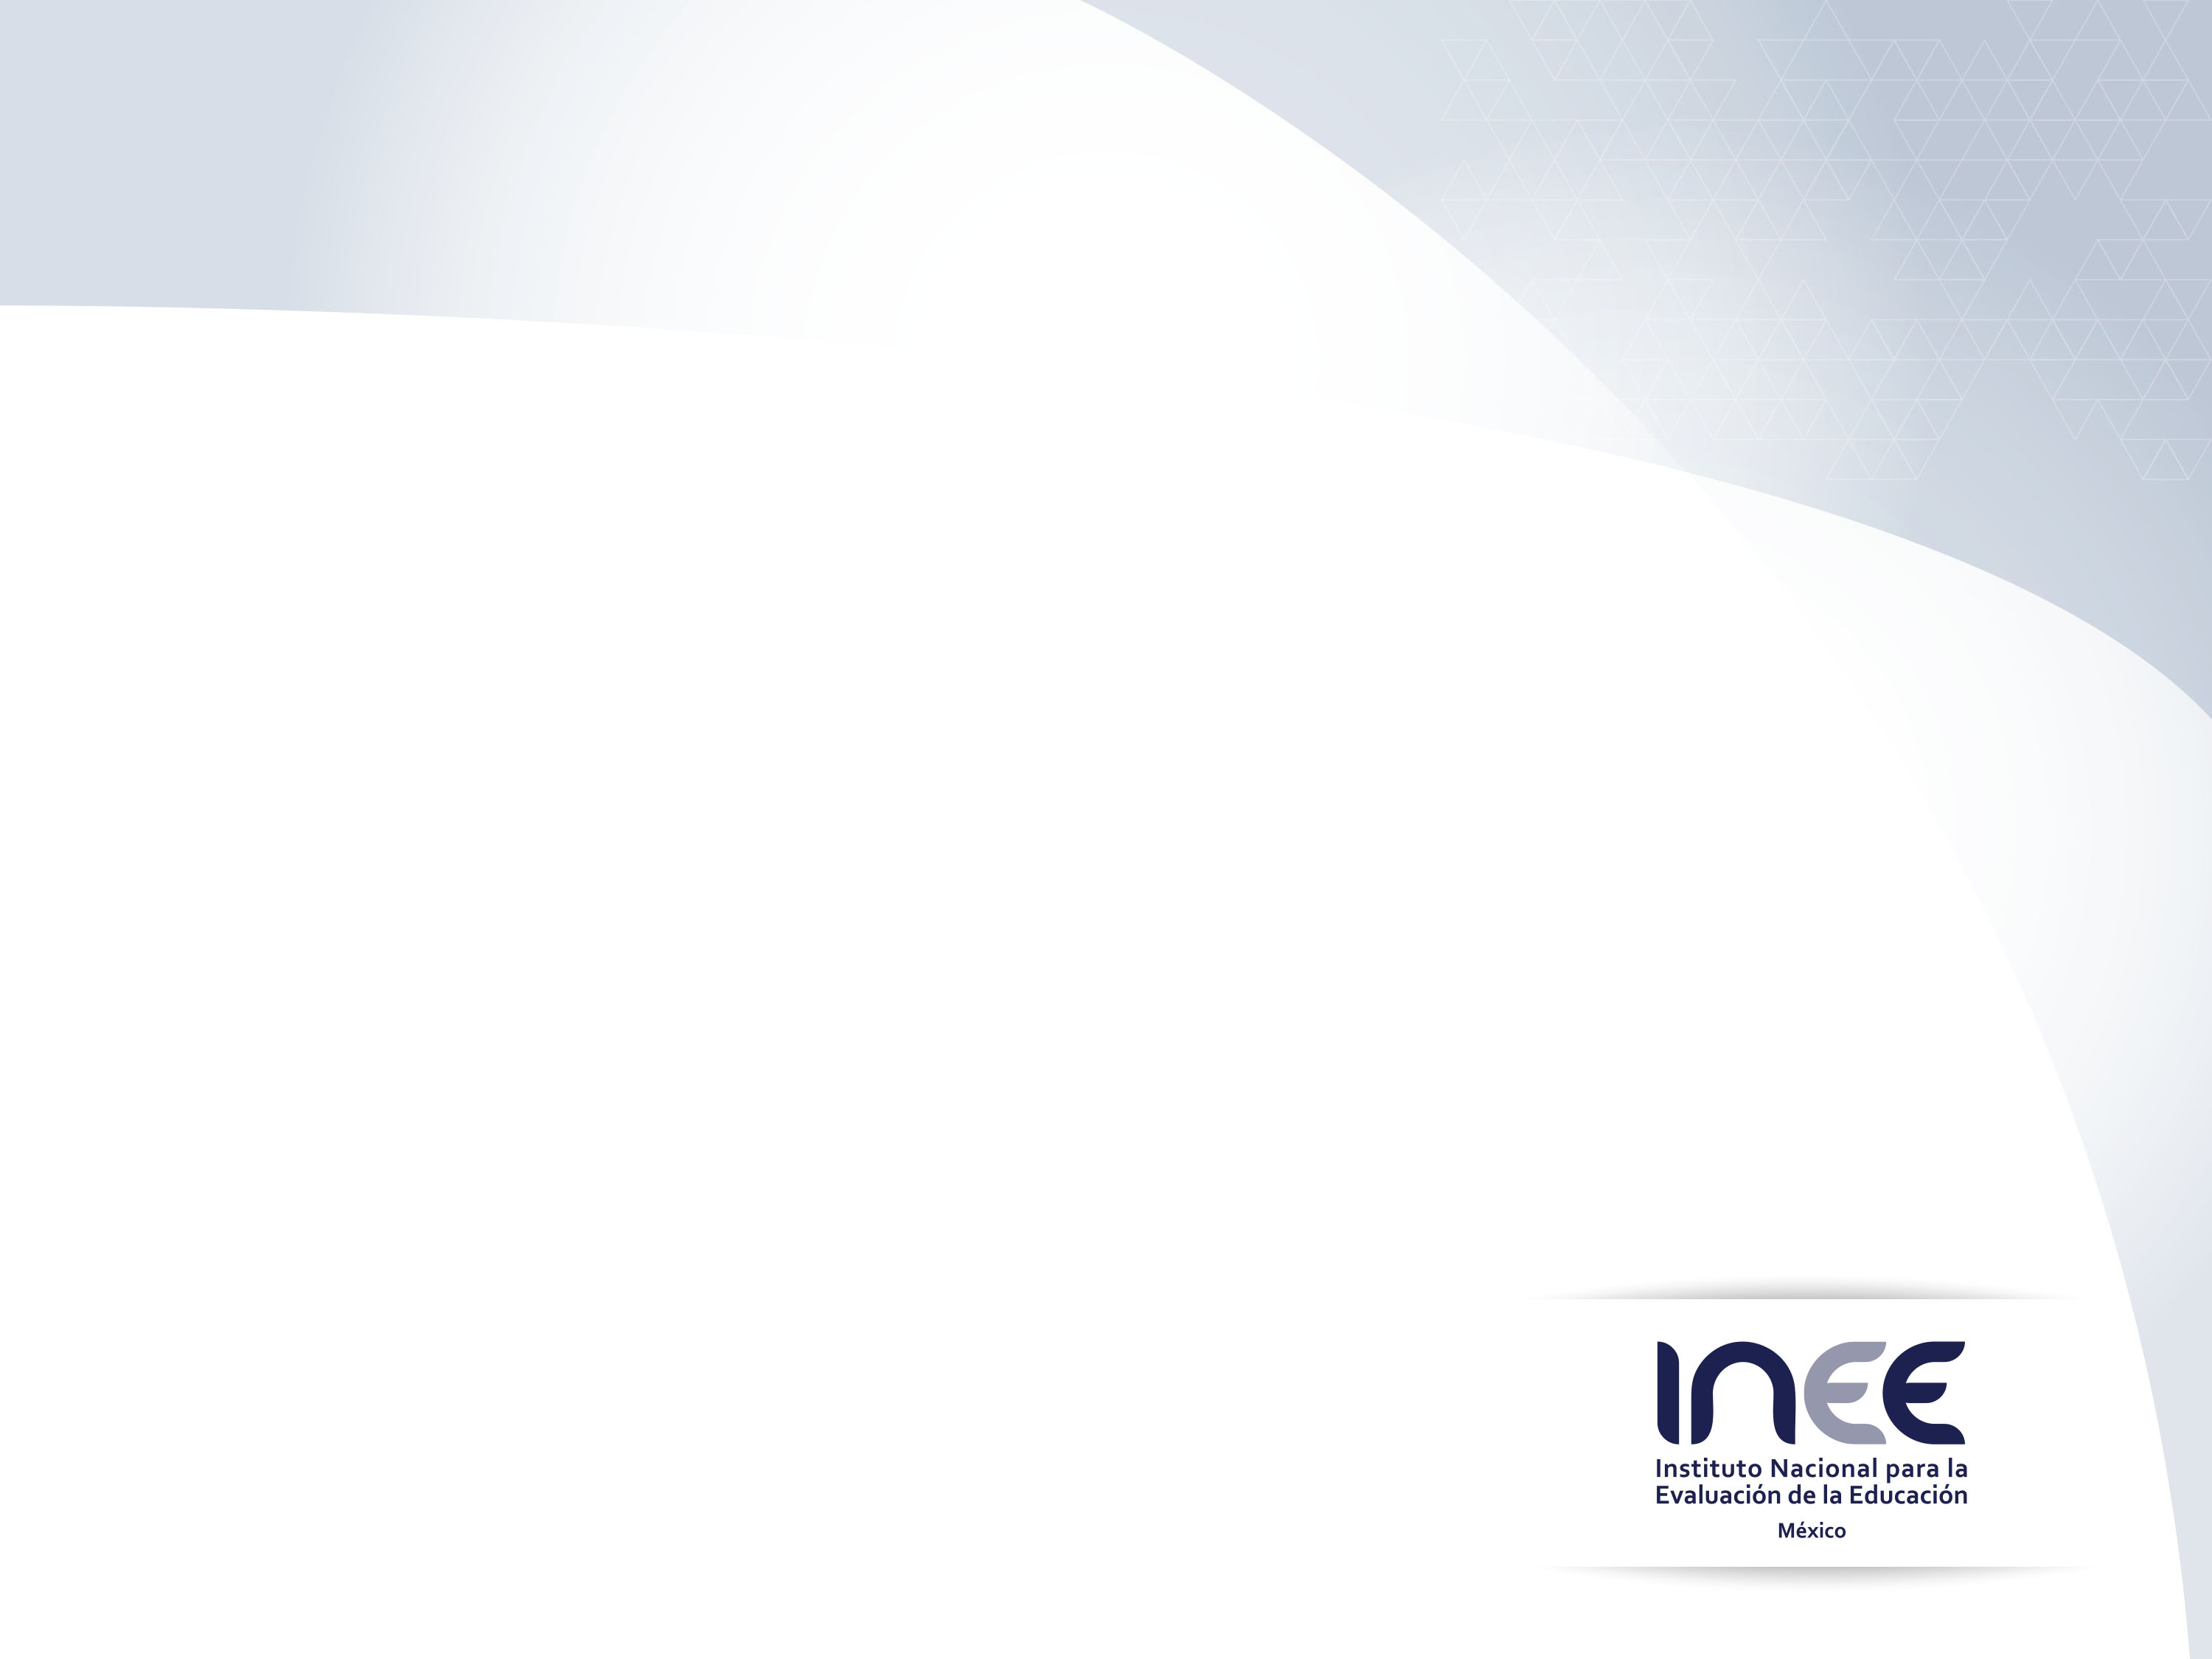 INEE
Instituto Nacional para la
Evaluación de la Educación
México